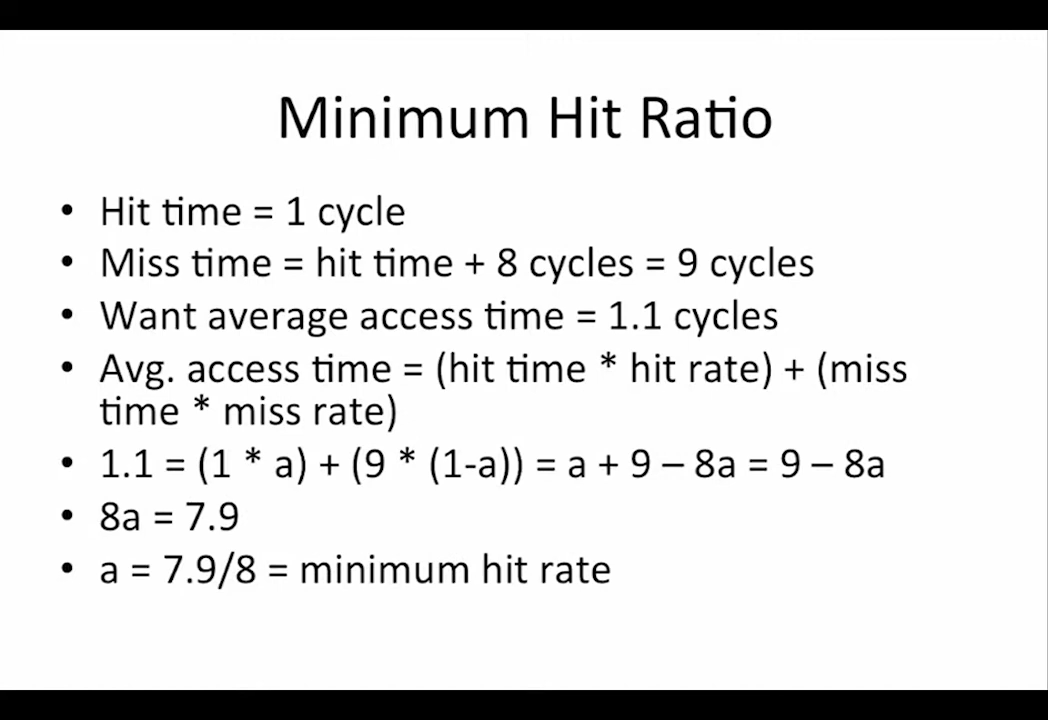 Minimum Hit Ratio
• Hit time = 1 cycle
• Miss time = hit time + 8 cycles = 9 cycles
• Want average access time = 1.1 cycles
• Avg. access time = (hit time * hit rate) + (miss
time * miss rate)
• 1.1 = (1 * a) + (9 * (1-a)) = a + 9 – 8a = 9 – 8a
• 8a = 7.9
• a = 7.9/8 = minimum hit rate